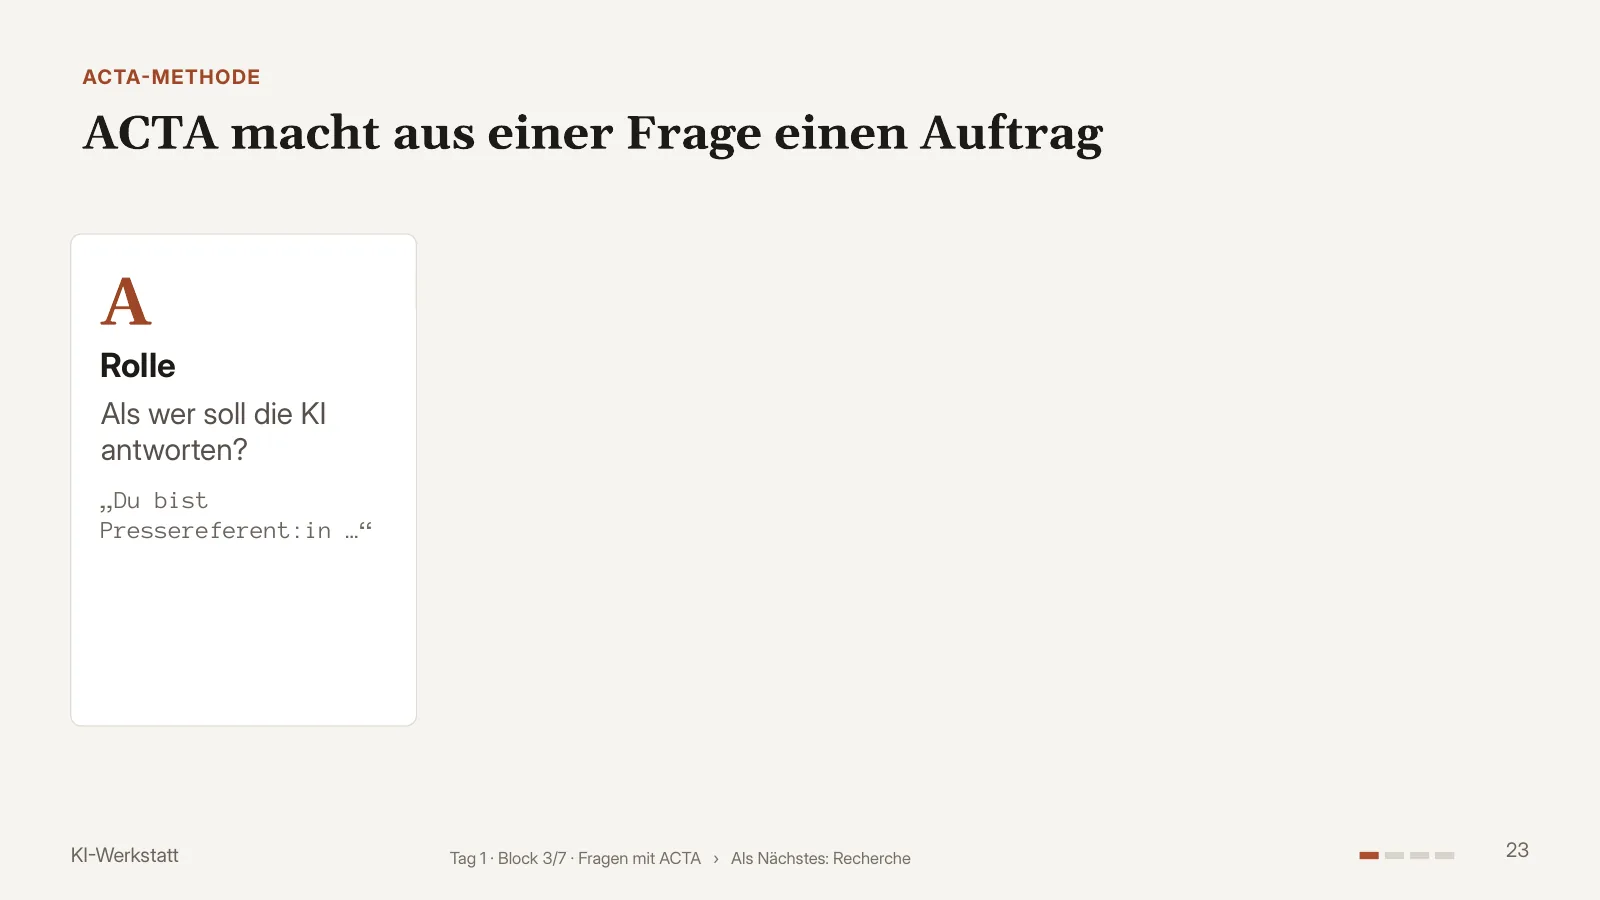 ACTA-METHODE
ACTA macht aus einer Frage einen Auftrag
A
Rolle
Als wer soll die KI
antworten?
„Du bist
Pressereferent:in …“
KI-Werkstatt
Tag 1 · Block 3/7 · Fragen mit ACTA › Als Nächstes: Recherche
23